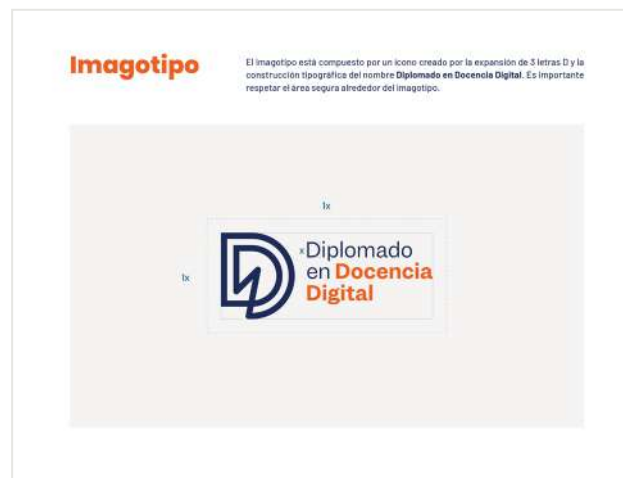 Imagotipo
El imagotipo está compuesto por un ícono creado por la expansión de 3 letras D y la
construcción tipográfica del nombre Diplomado en Docencia Digital. Es importante
respetar el área segura alrededor del imagotipo.
1x
1x
x
Diplomado
en Docencia
Digital